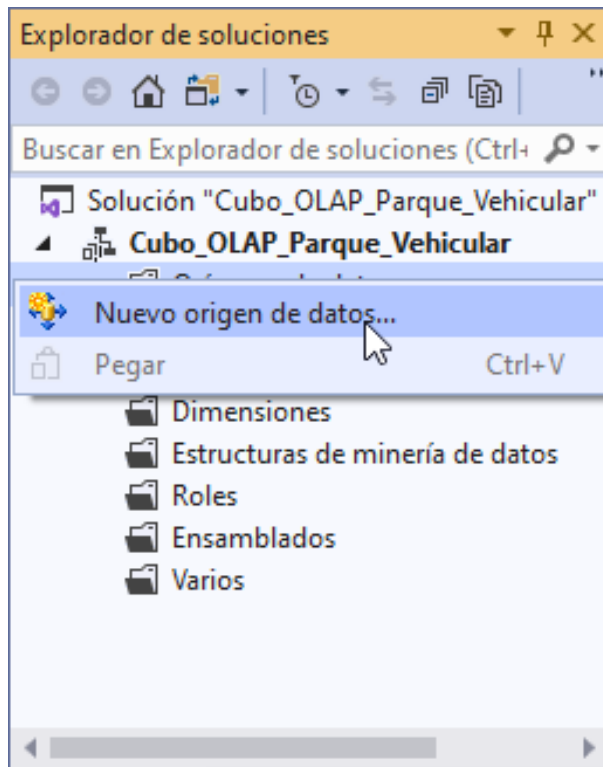 Explorador de soluciones
Buscar en Explorador de soluciones (Ctrl+
Solución "Cubo_OLAP_Parque_Vehicular"
Cubo_OLAP_Parque_Vehicular
Nuevo origen de datos...
Pegar Ctrl+V
Dimensiones
Estructuras de minería de datos
Roles
Ensamblados
Varios